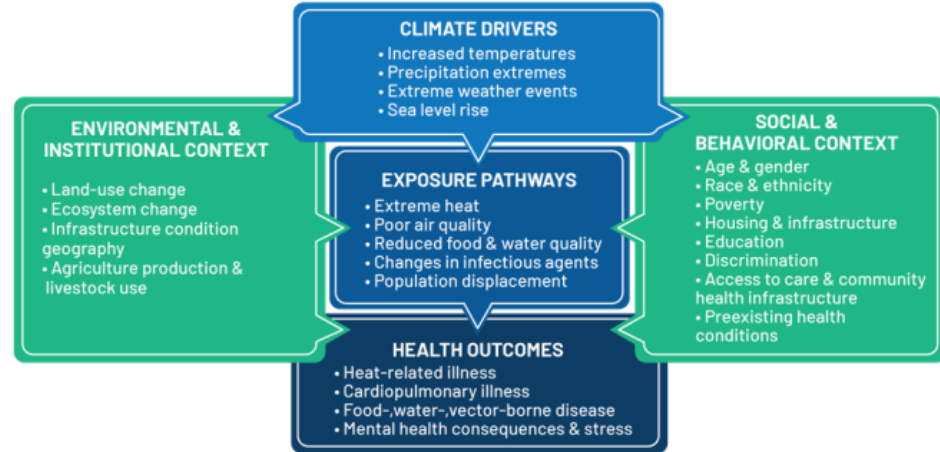 CLIMATE DRIVERS
• Increased temperatures
• Precipitation extremes
• Extreme weather events
• Sea level rise
ENVIRONMENTAL &
INSTITUTIONAL CONTEXT
• Land-use change
• Ecosystem change
• Infrastructure condition
geography
• Agriculture production &
livestock use
EXPOSURE PATHWAYS
• Extreme heat
• Poor air quality
• Reduced food & water quality
• Changes in infectious agents
• Population displacement
SOCIAL &
BEHAVIORAL CONTEXT
• Age & gender
• Race & ethnicity
• Poverty
• Housing & infrastructure
• Education
• Discrimination
• Access to care & community
health infrastructure
• Preexisting health
conditions
HEALTH OUTCOMES
• Heat-related illness
• Cardiopulmonary illness
• Food-,water-,vector-borne disease
• Mental health consequences & stress